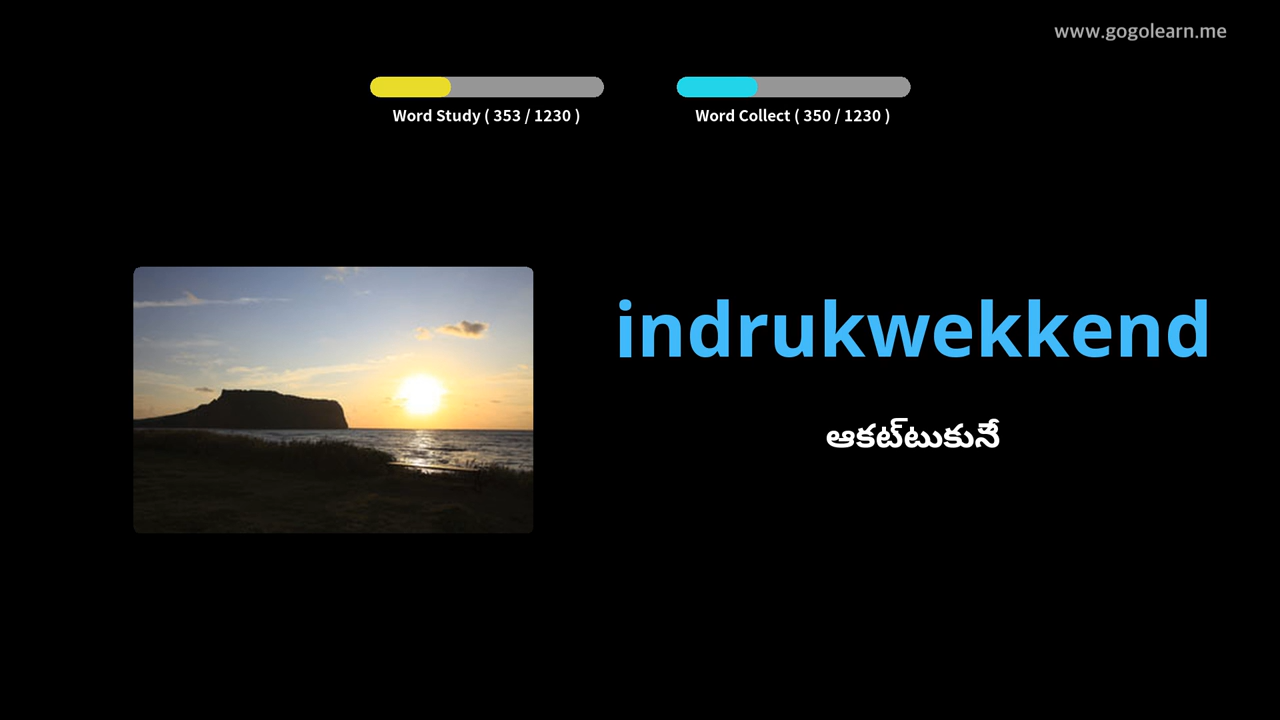 www.gogolearn.me
Word Study ( 353 / 1230 )
Word Collect ( 350 / 1230 )
indrukwekkend
ఆకట్టుకునే